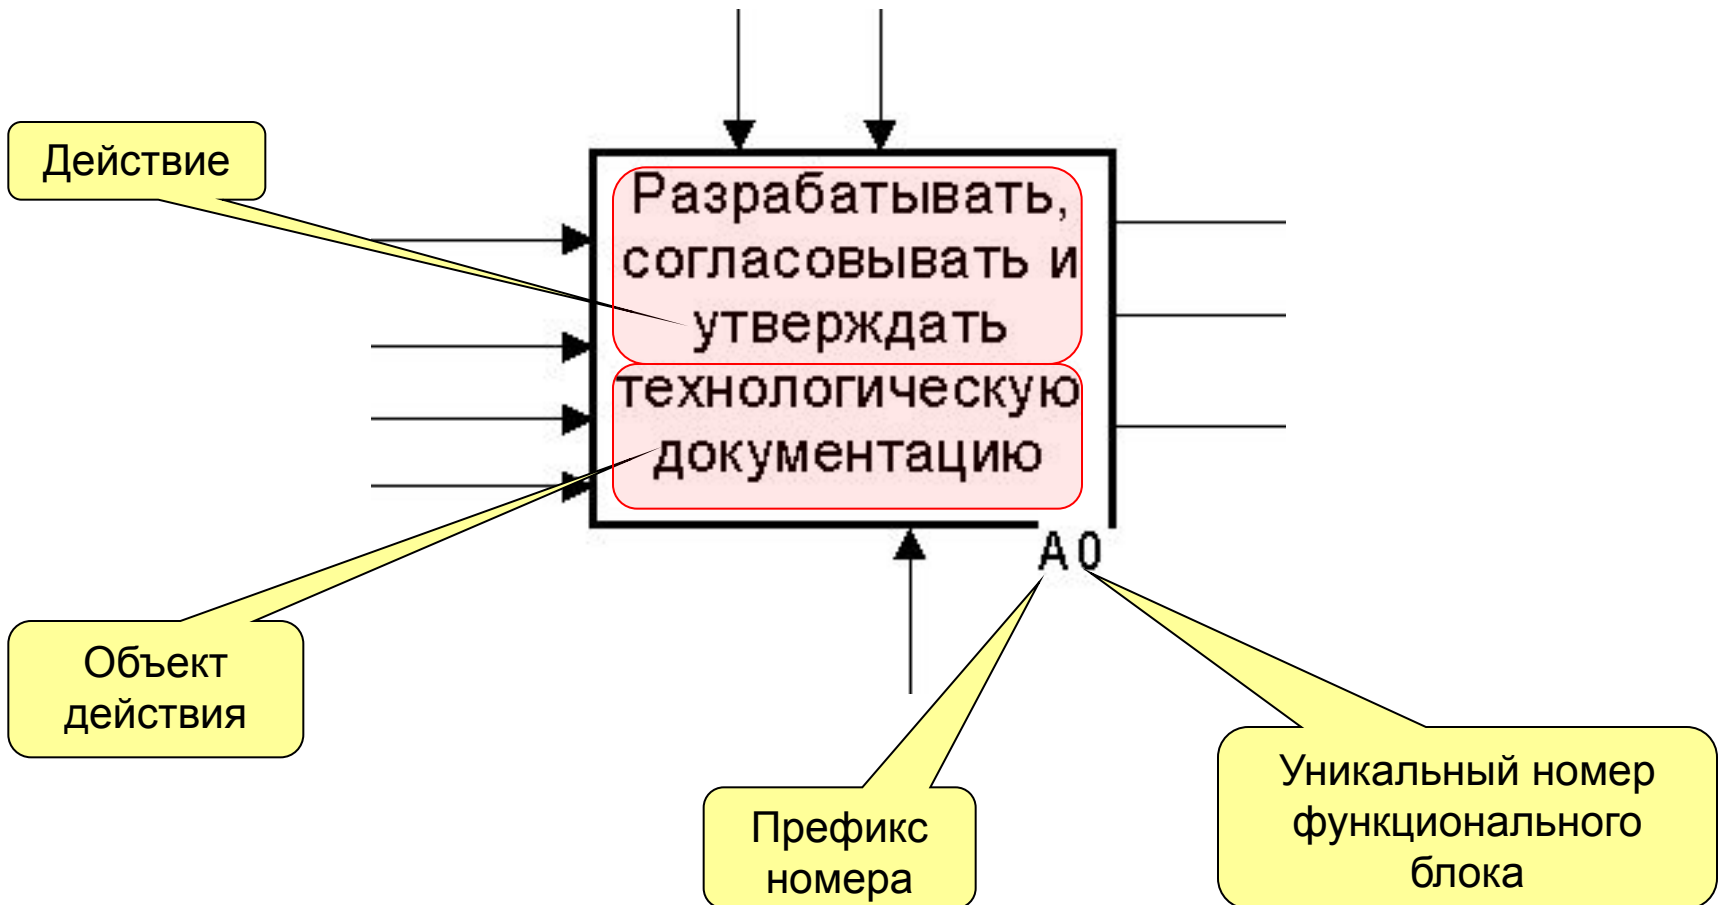 Действие
Разрабатывать,
согласовывать и
утверждать
технологическую
документацию
A0
Объект
действия
Префикс
номера
Уникальный номер
функционального
блока